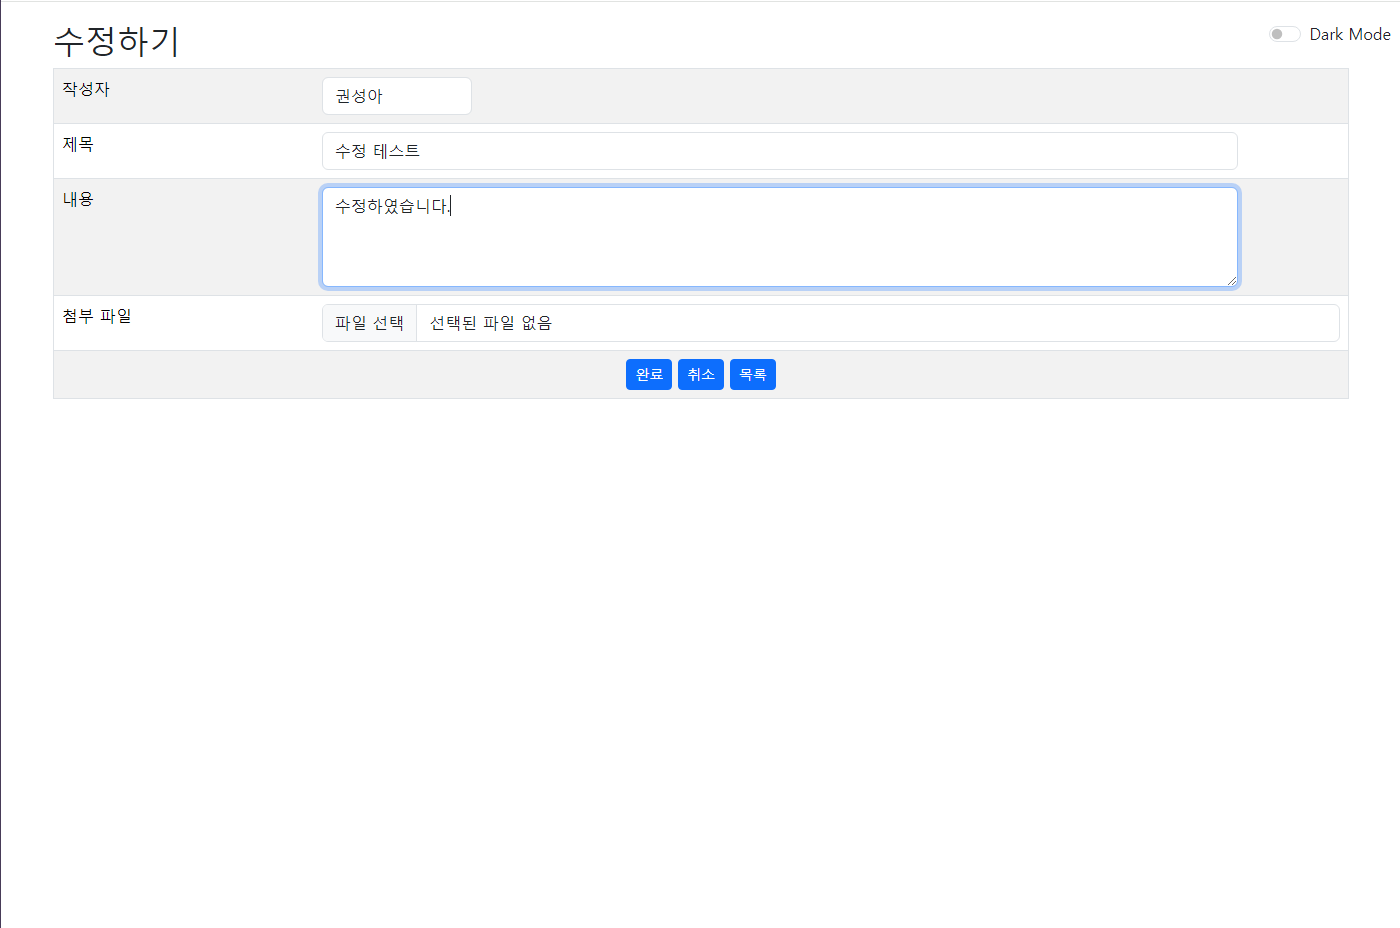 수정하기
Dark Mode
작성자
권성아
제목
수정 테스트
내용
수정하였습니다.
첨부 파일
파일 선택 선택된 파일 없음
완료 취소 목록